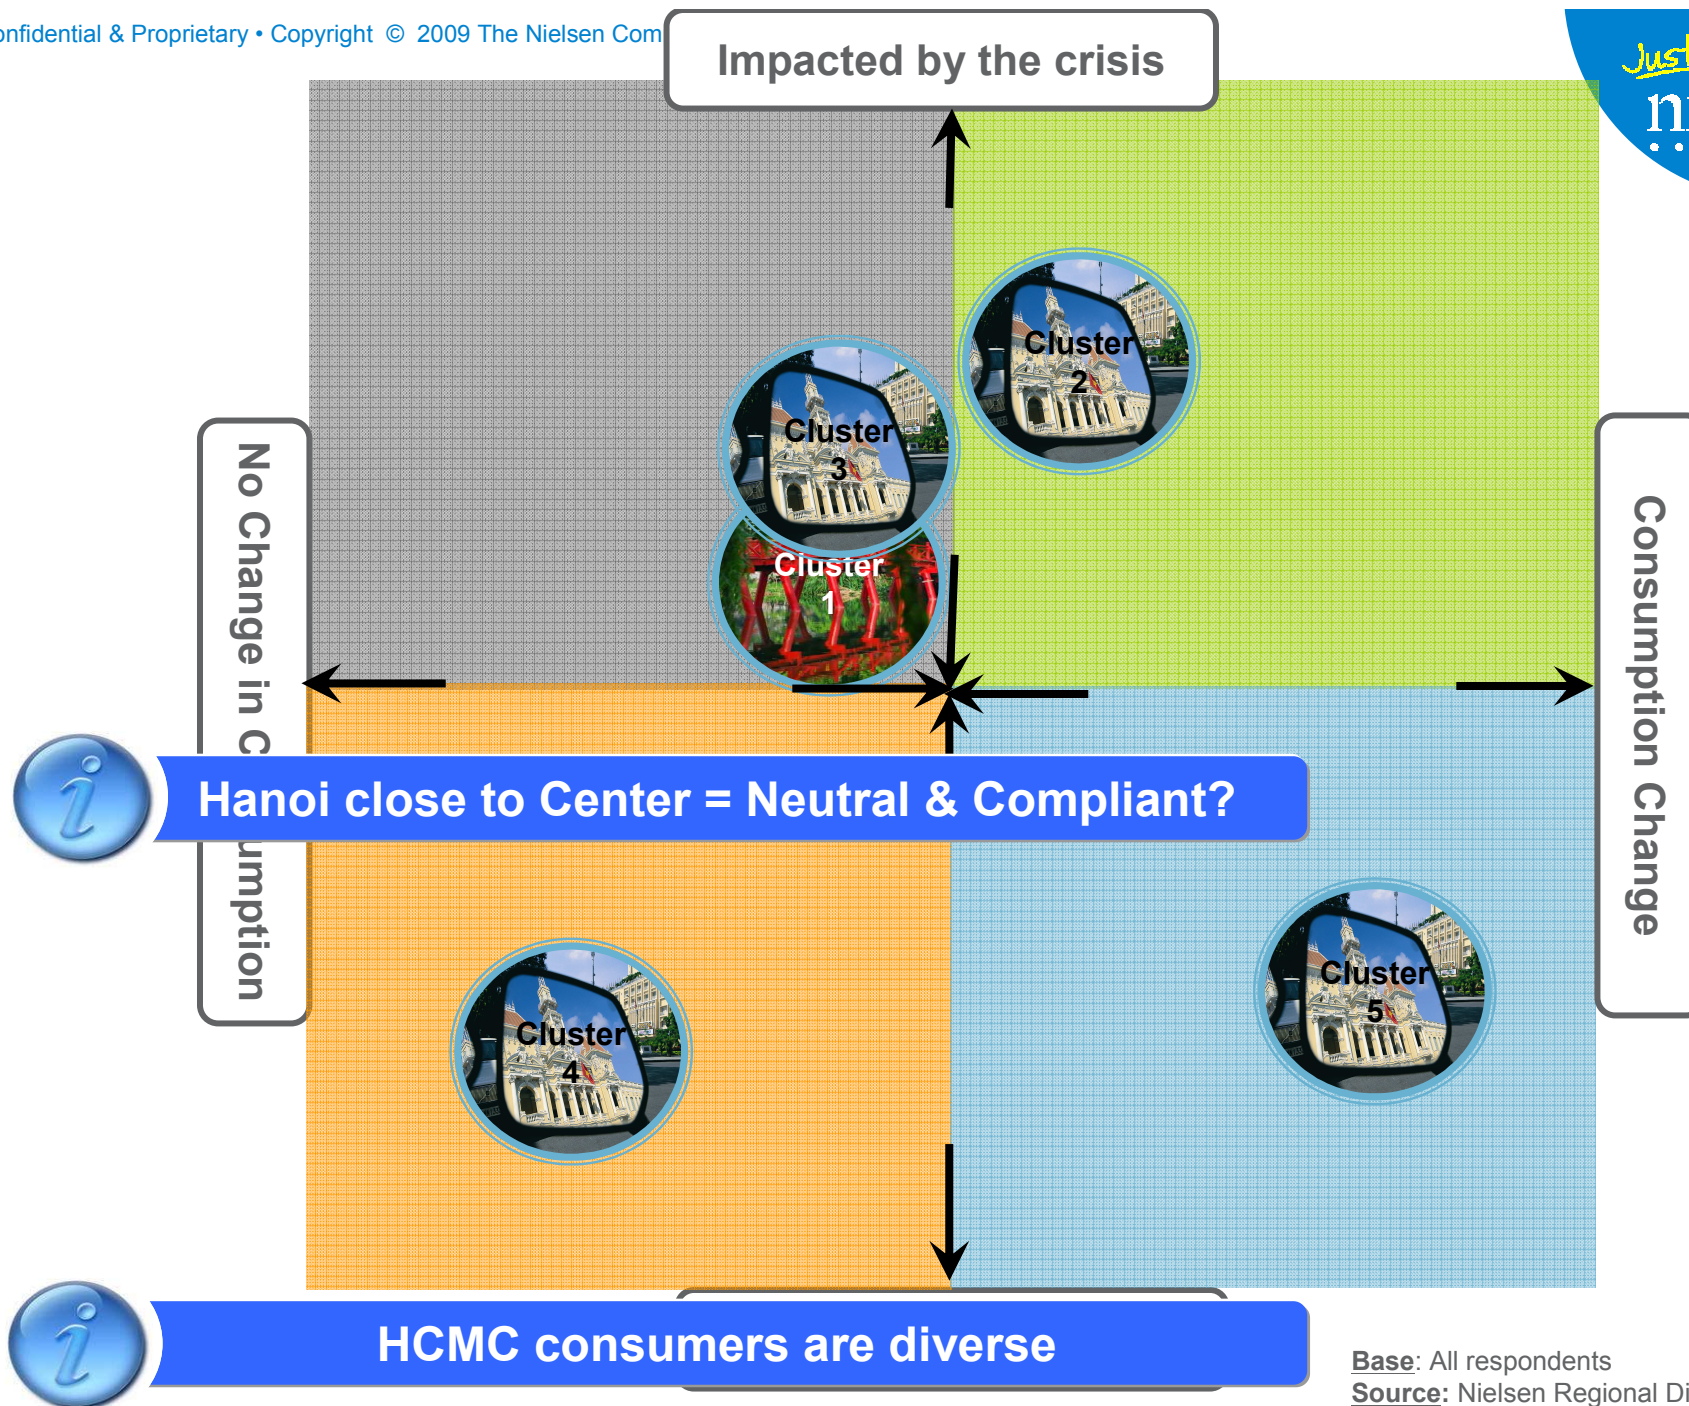 Confidential & Proprietary • Copyright © 2009 The Nielsen Com
Impacted by the crisis
Just
Cluster
2
Cluster
3
Cluster
1
No Change in C
umption
Consumption Change
Hanoi close to Center = Neutral & Compliant?
Cluster
5
Cluster
4
HCMC consumers are diverse
Base: All respondents
Source: Nielsen Regional Di